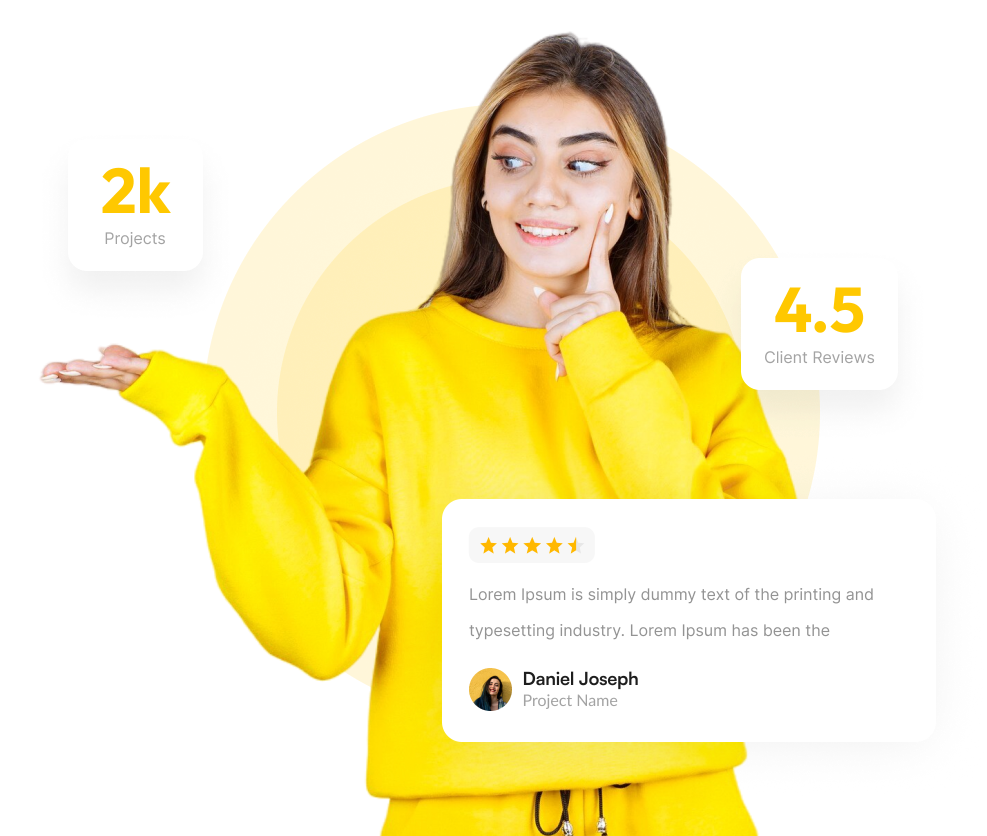 2k
Projects
4.5
Client Reviews
Lorem Ipsum is simply dummy text of the printing and
typesetting industry. Lorem Ipsum has been the
Daniel Joseph
Project Name